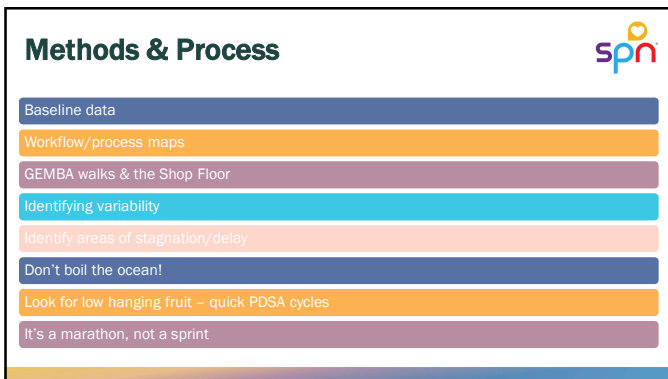 Methods & Process
spn
Baseline data
Workflow/process maps
GEMBA walks & the Shop Floor
Identifying variability
Identify areas of stagnation/delay
Don't boil the ocean!
Look for low hanging fruit – quick PDSA cycles
It's a marathon, not a sprint